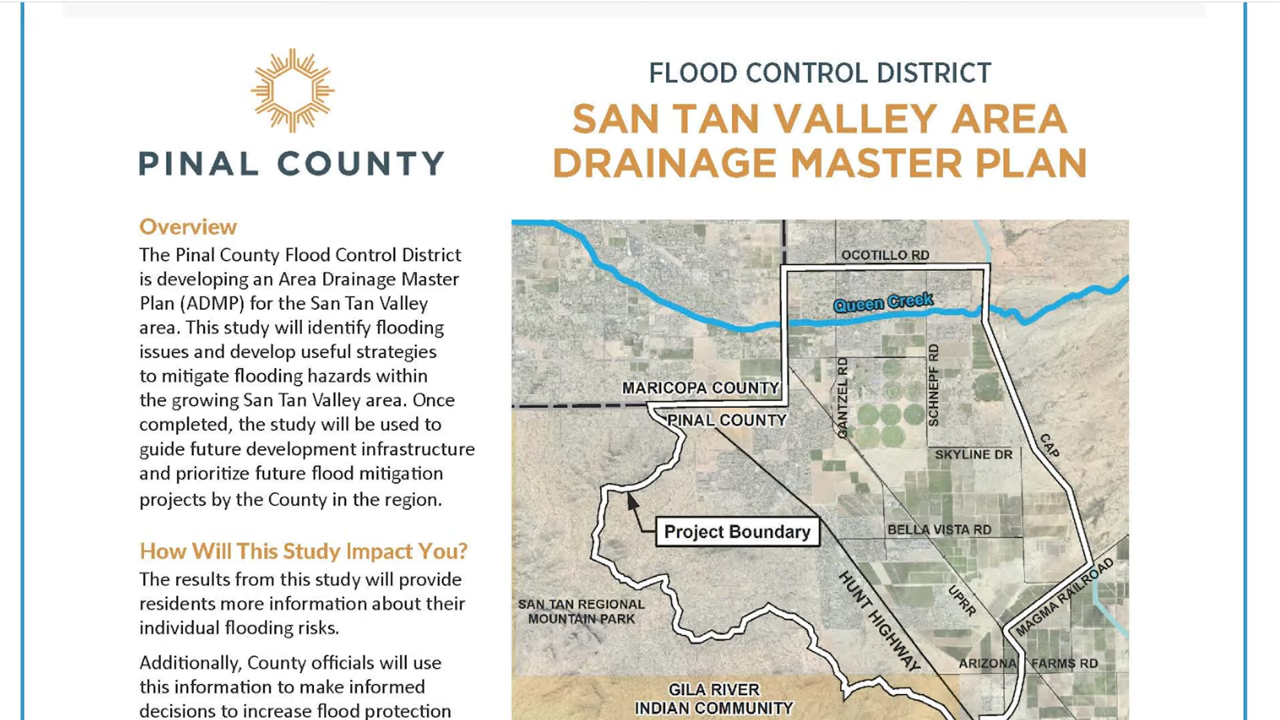 PINAL COUNTY
FLOOD CONTROL DISTRICT
SAN TAN VALLEY AREA
DRAINAGE MASTER PLAN
Overview
The Pinal County Flood Control District
is developing an Area Drainage Master
Plan (ADMP) for the San Tan Valley
area. This study will identify flooding
issues and develop useful strategies
to mitigate flooding hazards within
the growing San Tan Valley area. Once
completed, the study will be used to
guide future development infrastructure
and prioritize future flood mitigation
projects by the County in the region.
How Will This Study Impact You?
The results from this study will provide
residents more information about their
individual flooding risks.
Additionally, County officials will use
this information to make informed
decisions to increase flood protection
OCOTILLO RD
Queen Creek
GANTZEL RD
SCHNEPF RD
MARICOPA COUNTY
PINAL COUNTY
SKYLINE DR
CAP
Project Boundary
BELLA VISTA RD
HUNT HIGHWAY
UPRR
MAGMA RAILROAD
SAN TAN REGIONAL
MOUNTAIN PARK
ARIZONA FARMS RD
GILA RIVER
INDIAN COMMUNITY